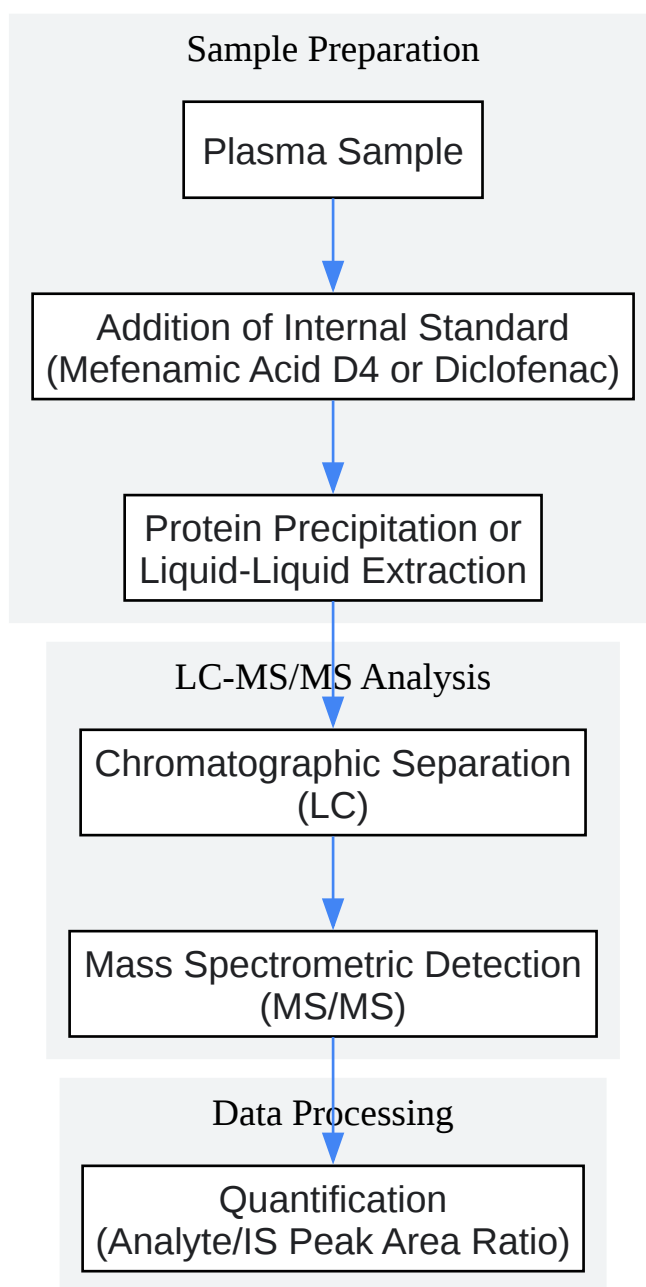 Sample Preparation
Plasma Sample
Addition of Internal Standard
(Mefenamic Acid D4 or Diclofenac)
Protein Precipitation or
Liquid-Liquid Extraction
LC-MS/MS Analysis
Chromatographic Separation
(LC)
Mass Spectrometric Detection
(MS/MS)
Data Processing
Quantification
(Analyte/IS Peak Area Ratio)